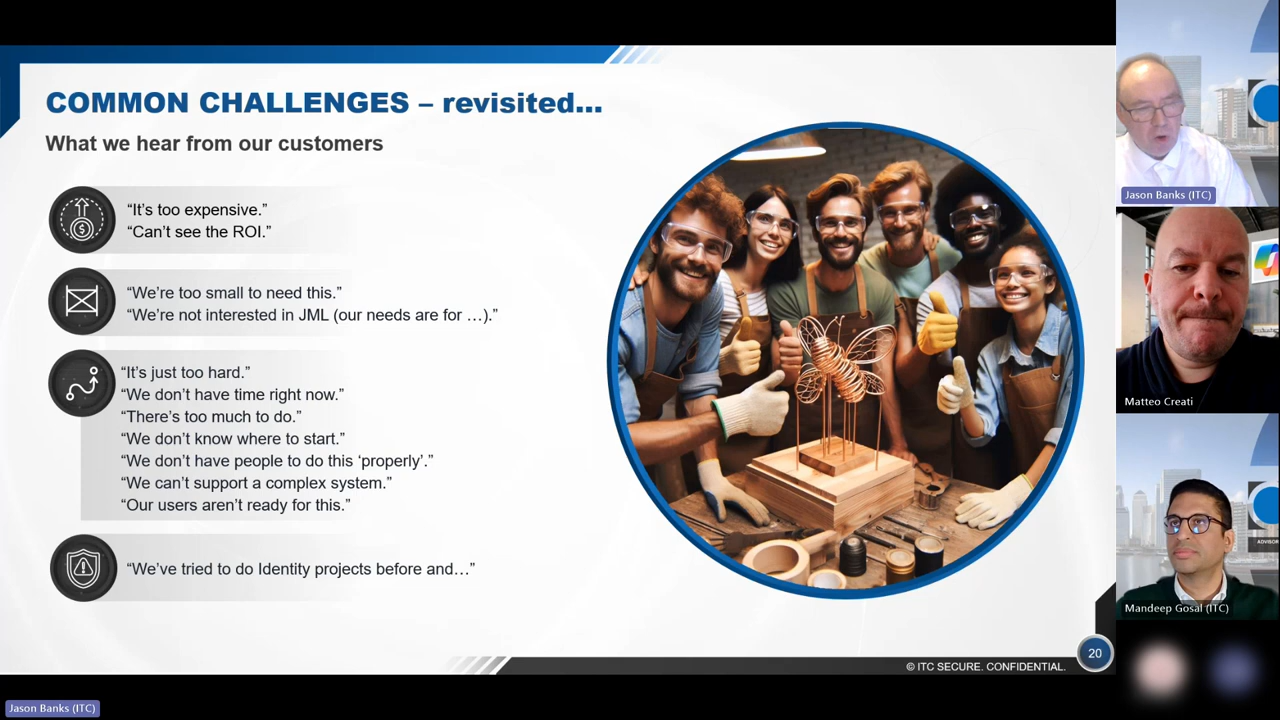 COMMON CHALLENGES – revisited...
What we hear from our customers
“It’s too expensive.”
“Can’t see the ROI.”
“We’re too small to need this.”
“We’re not interested in JML (our needs are for …).”
“It’s just too hard.”
“We don’t have time right now.”
“There’s too much to do.”
“We don’t know where to start.”
“We don’t have people to do this ‘properly’.”
“We can’t support a complex system.”
“Our users aren’t ready for this.”
“We’ve tried to do Identity projects before and…”
© ITC SECURE. CONFIDENTIAL.
20
Jason Banks (ITC)
Matteo Creati
ADVISOR
Mandeep Gosal (ITC)
Jason Banks (ITC)